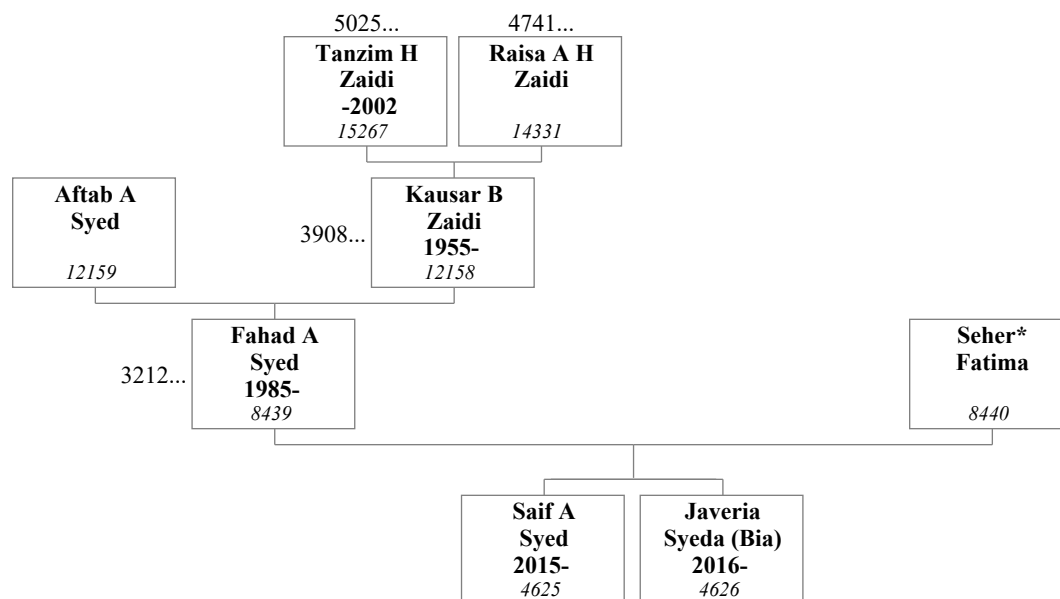 5025...
4741...
Tanzim H
Zaidi
-2002
15267
Raisa A H
Zaidi
14331
Aftab A
Syed
12159
3908...
Kausar B
Zaidi
1955-
12158
3212...
Fahad A
Syed
1985-
8439
Seher*
Fatima
8440
Saif A
Syed
2015-
4625
Javeria
Syeda (Bia)
2016-
4626